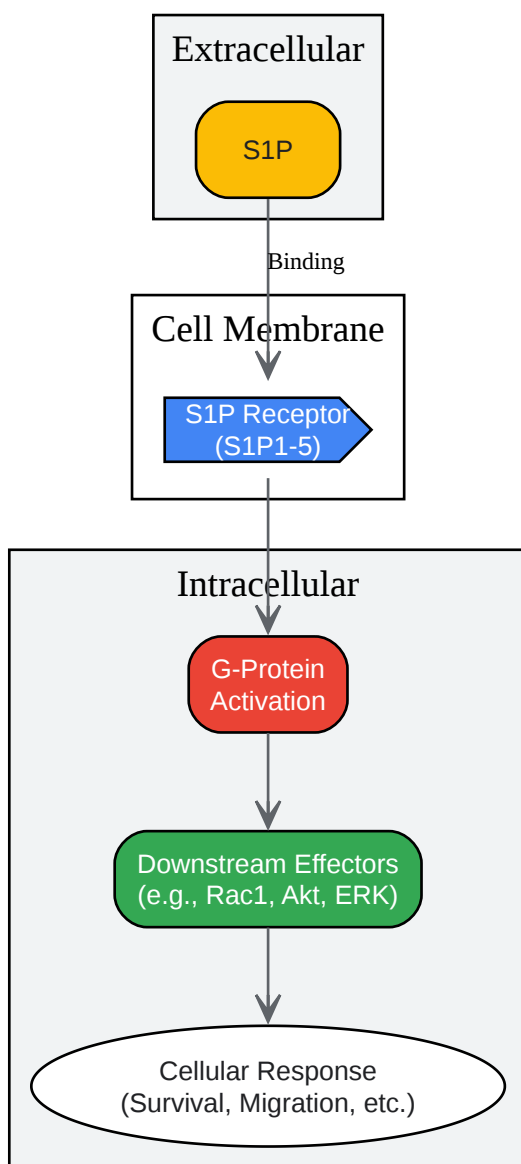 Extracellular
S1P
Binding
Cell Membrane
S1P Receptor
(S1P1-5)
Intracellular
G-Protein
Activation
Downstream Effectors
(e.g., Rac1, Akt, ERK)
Cellular Response
(Survival, Migration, etc.)